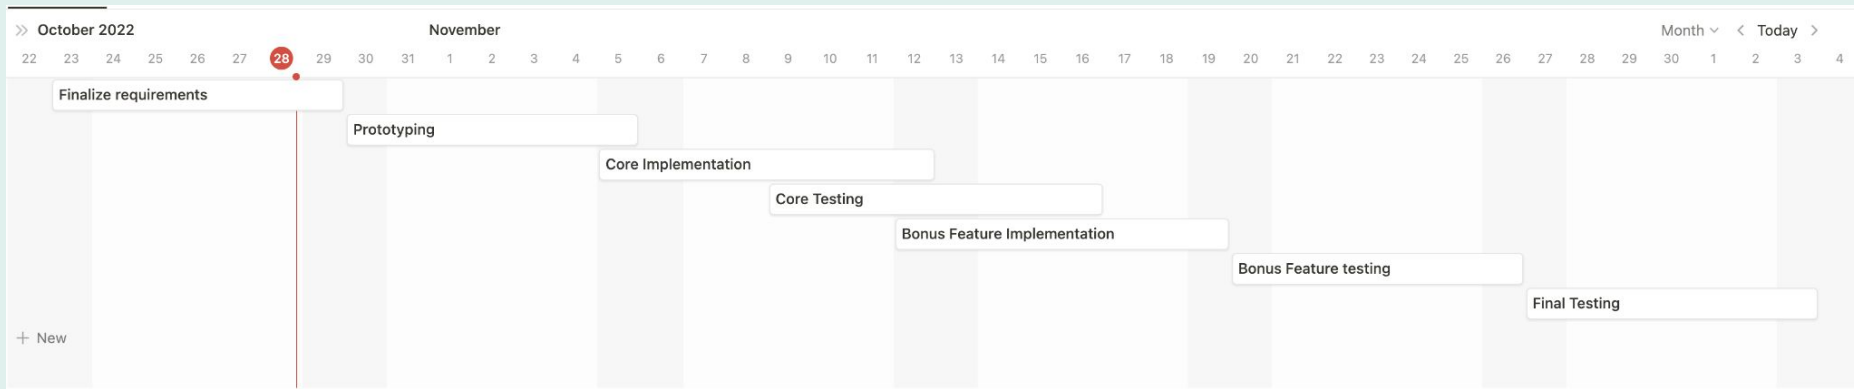 October 2022 November Month Today
22 23 24 25 26 27 28 29 30 31 1 2 3 4 5 6 7 8 9 10 11 12 13 14 15 16 17 18 19 20 21 22 23 24 25 26 27 28 29 30 1 2 3 4
Finalize requirements
Prototyping
Core Implementation
Core Testing
Bonus Feature Implementation
Bonus Feature testing
Final Testing
+ New